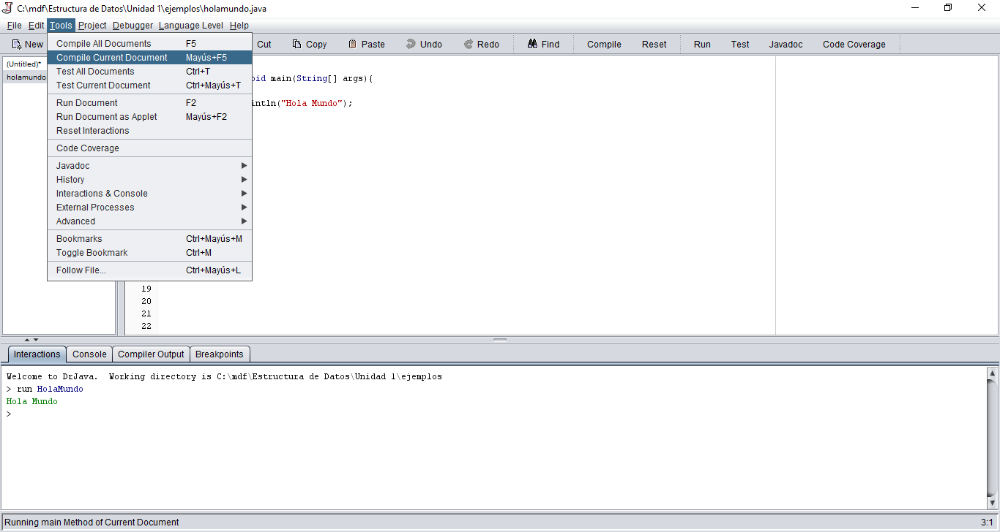 C:\mdf\Estructura de Datos\Unidad 1\ejemplos\holamundo.java
File Edit Tools Project Debugger Language Level Help
New Cut Copy Paste Undo Redo Find Compile Reset Run Test Javadoc Code Coverage
Compile All Documents F5
Compile Current Document Mayús+F5
Test All Documents Ctrl+T
Test Current Document Ctrl+Mayús+T
Run Document F2
Run Document as Applet Mayús+F2
Reset Interactions
Code Coverage
Javadoc
History
Interactions & Console
External Processes
Advanced
Bookmarks Ctrl+Mayús+M
Toggle Bookmark Ctrl+M
Follow File... Ctrl+Mayús+L
(Untitled)*
holamundo
oid main(String[] args){
intln("Hola Mundo");
19
20
21
22
Interactions Console Compiler Output Breakpoints
Welcome to DrJava.  Working directory is C:\mdf\Estructura de Datos\Unidad 1\ejemplos
> run HolaMundo
Hola Mundo
>
Running main Method of Current Document 3:1